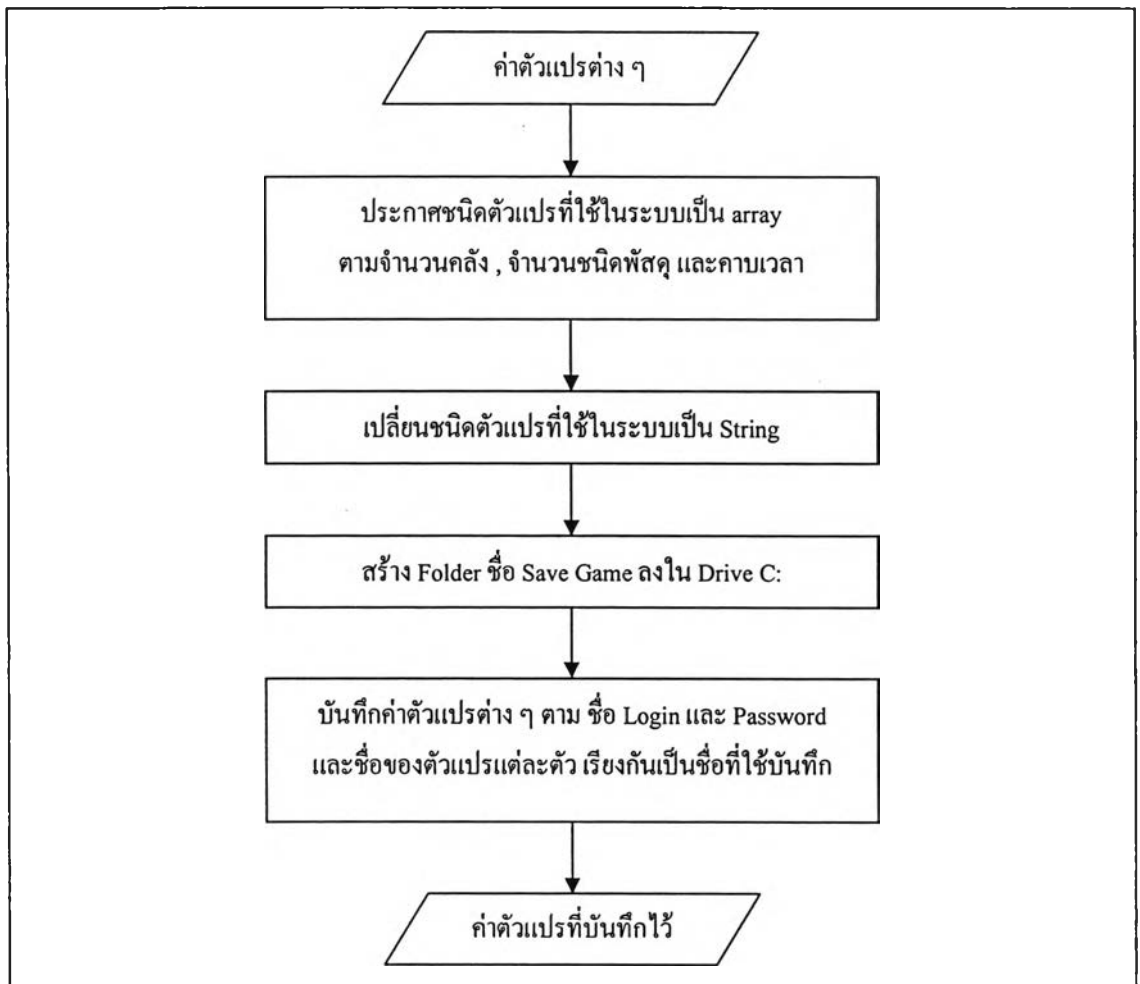 ค่าตัวแปรต่าง ๆ
ประกาศชนิดตัวแปรที่ใช้ในระบบเป็น array
ตามจำนวนคลัง , จำนวนชนิดพัสดุ และคาบเวลา
เปลี่ยนชนิดตัวแปรที่ใช้ในระบบเป็น String
สร้าง Folder ชื่อ Save Game ลงใน Drive C:
บันทึกค่าตัวแปรต่าง ๆ ตาม ชื่อ Login และ Password
และชื่อของตัวแปรแต่ละตัว เรียงกันเป็นชื่อที่ใช้บันทึก
ค่าตัวแปรที่บันทึกไว้